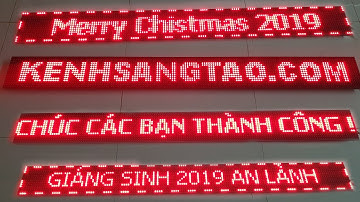 Merry Chistmas 2019
KENHSANGTAO.COM
CHÚC CÁC BẠN THÀNH CÔNG !
GIÁNG SINH 2019 AN LÀNH